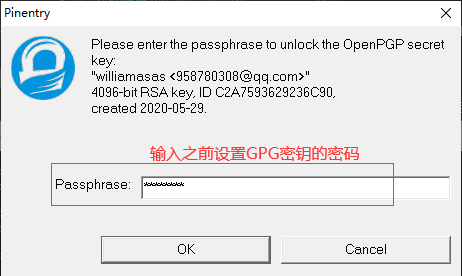 Pinentry
Please enter the passphrase to unlock the OpenPGP secret
key:
"williamasas <958780308@qq.com>"
4096-bit RSA key, ID C2A7593629236C90,
created 2020-05-29.
输入之前设置GPG密钥的密码
Passphrase: *********
OK Cancel